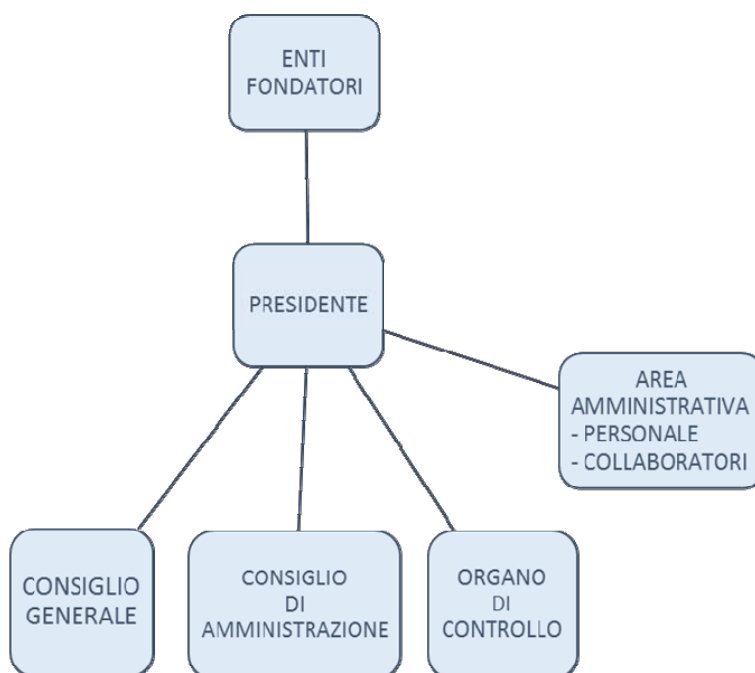 ENTI
FONDATORI
PRESIDENTE
AREA
AMMINISTRATIVA
- PERSONALE
- COLLABORATORI
CONSIGLIO
GENERALE
CONSIGLIO
DI
AMMINISTRAZIONE
ORGANO
DI
CONTROLLO